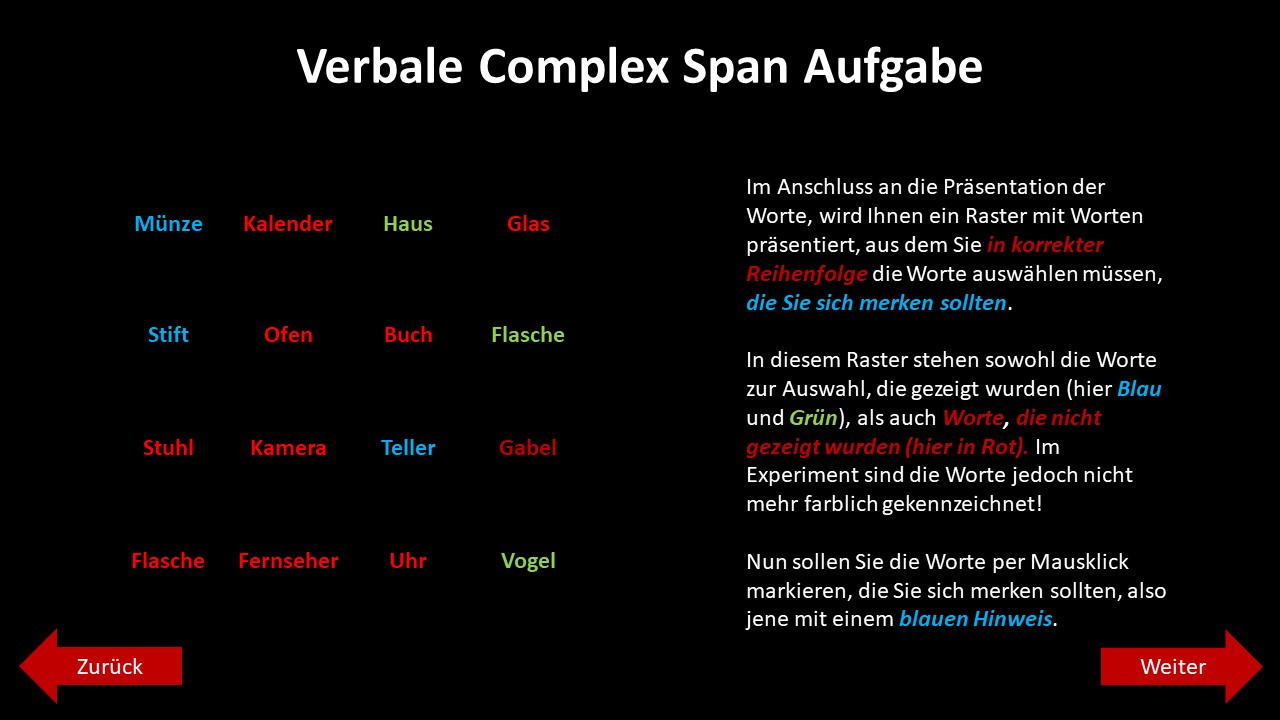 Verbale Complex Span Aufgabe
Münze Kalender Haus Glas
Stift Ofen Buch Flasche
Stuhl Kamera Teller Gabel
Flasche Fernseher Uhr Vogel
Im Anschluss an die Präsentation der
Worte, wird Ihnen ein Raster mit Worten
präsentiert, aus dem Sie in korrekter
Reihenfolge die Worte auswählen müssen,
die Sie sich merken sollten.
In diesem Raster stehen sowohl die Worte
zur Auswahl, die gezeigt wurden (hier Blau
und Grün), als auch Worte, die nicht
gezeigt wurden (hier in Rot). Im
Experiment sind die Worte jedoch nicht
mehr farblich gekennzeichnet!
Nun sollen Sie die Worte per Mausklick
markieren, die Sie sich merken sollten, also
jene mit einem blauen Hinweis.
Zurück
Weiter